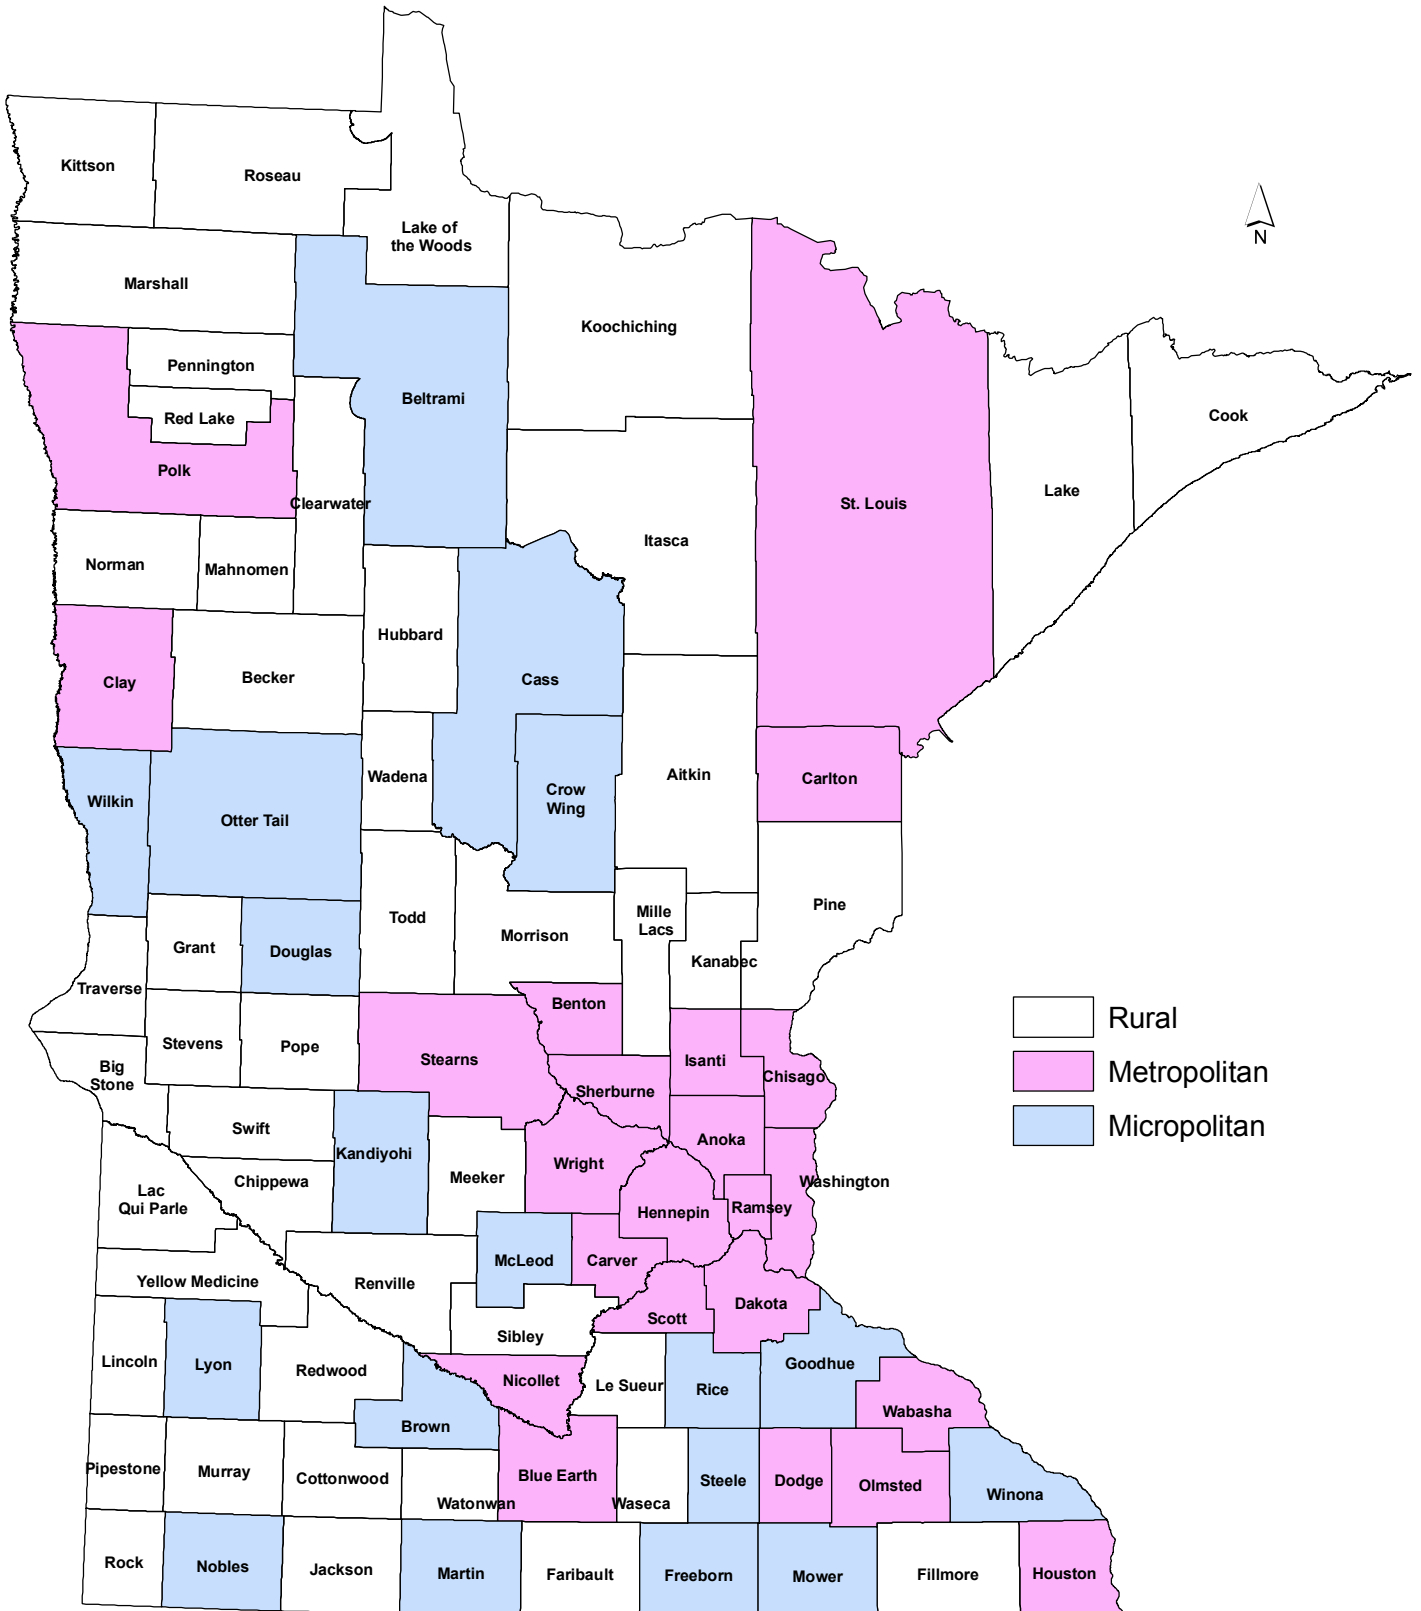 Kittson
Roseau
Lake of
the Woods
N
Marshall
Koochiching
Pennington
Beltrami
Red Lake
Cook
Polk
Lake
Clearwater
St. Louis
Itasca
Norman
Mahnomen
Hubbard
Becker
Cass
Clay
Aitkin
Wadena
Carlton
Crow
Wing
Wilkin
Otter Tail
Pine
Mille
Lacs
Todd
Morrison
Grant
Douglas
Kanabec
Traverse
Benton
Rural
Stevens
Pope
Stearns
Isanti
Big
Stone
Chisago
Metropolitan
Sherburne
Swift
Anoka
Micropolitan
Kandiyohi
Wright
Meeker
Chippewa
Washington
Lac
Qui Parle
Ramsey
Hennepin
McLeod
Carver
Yellow Medicine
Renville
Dakota
Scott
Sibley
Lincoln
Lyon
Redwood
Goodhue
Nicollet
Le Sueur
Rice
Wabasha
Brown
Pipestone
Murray
Cottonwood
Blue Earth
Steele
Dodge
Olmsted
Winona
Watonwan
Waseca
Rock
Nobles
Jackson
Martin
Faribault
Freeborn
Mower
Fillmore
Houston